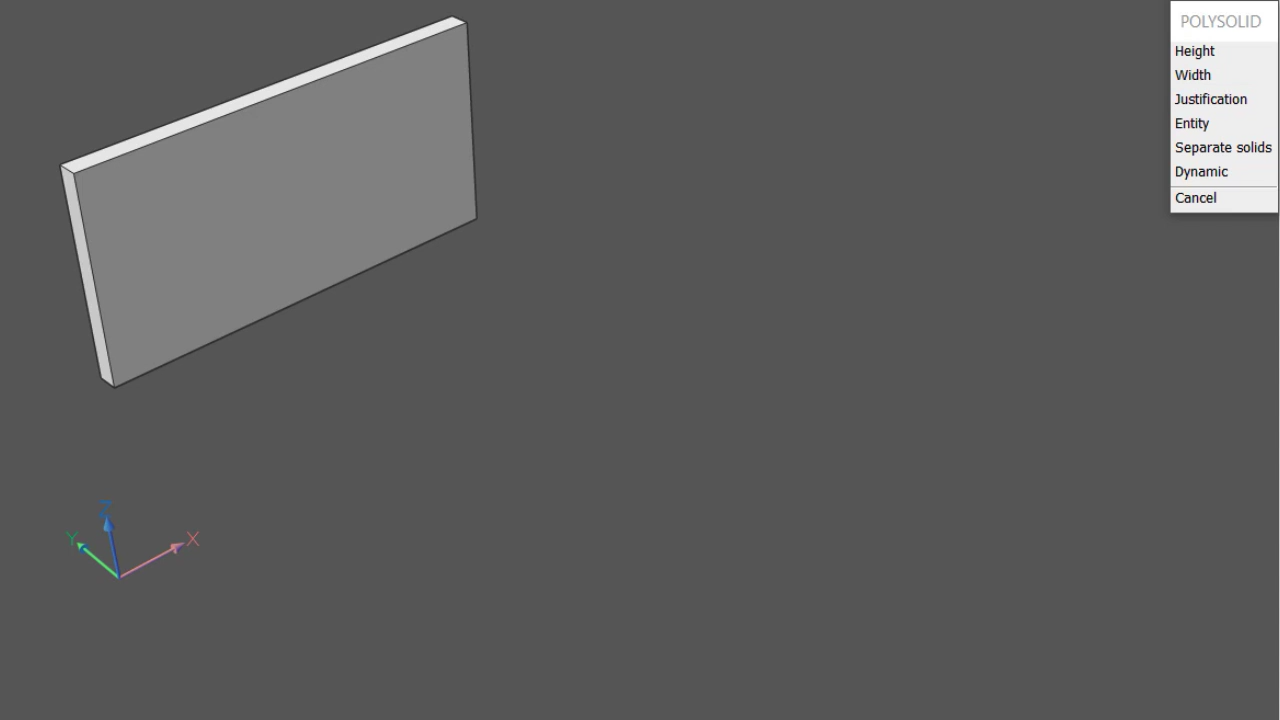 POLYSOLID
Height
Width
Justification
Entity
Separate solids
Dynamic
Cancel
Z
Y
X